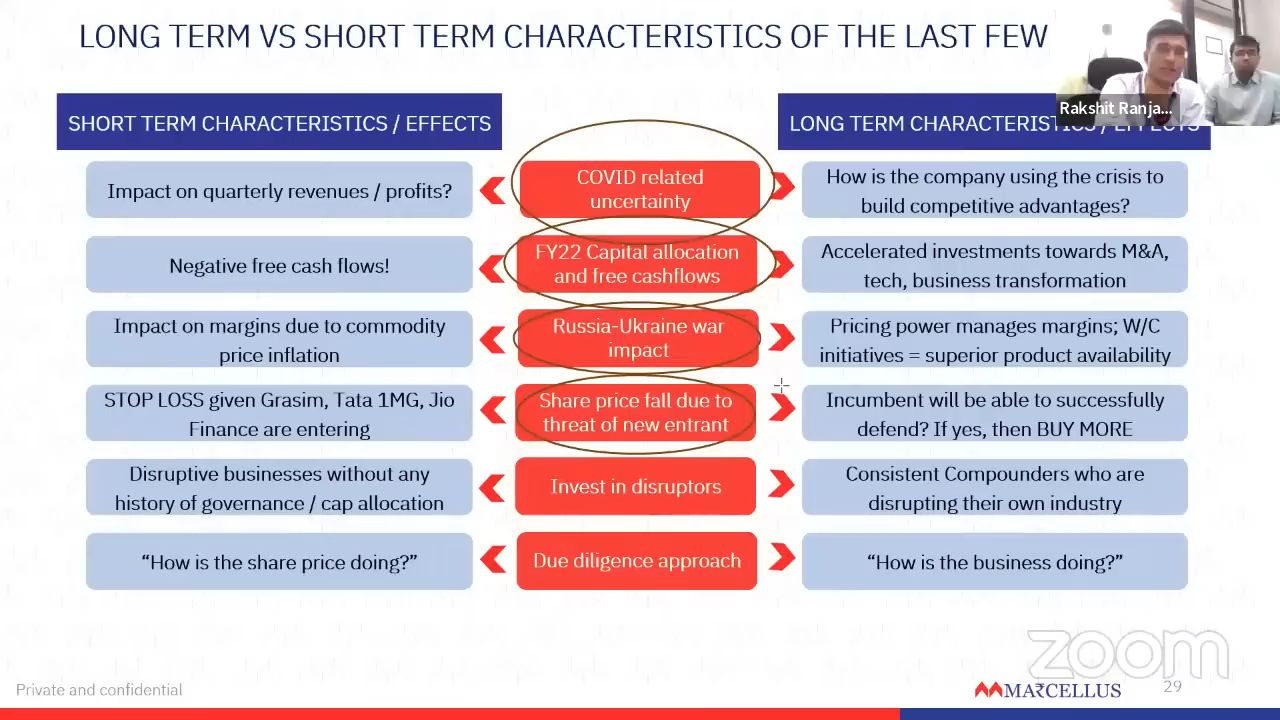 LONG TERM VS SHORT TERM CHARACTERISTICS OF THE LAST FEW
Rakshit Ranja...
SHORT TERM CHARACTERISTICS / EFFECTS
LONG TERM CHARACTERISTICS / EFFECTS
Impact on quarterly revenues / profits?
COVID related
uncertainty
How is the company using the crisis to
build competitive advantages?
Negative free cash flows!
FY22 Capital allocation
and free cashflows
Accelerated investments towards M&A,
tech, business transformation
Impact on margins due to commodity
price inflation
Russia-Ukraine war
impact
Pricing power manages margins; W/C
initiatives = superior product availability
STOP LOSS given Grasim, Tata 1MG, Jio
Finance are entering
Share price fall due to
threat of new entrant
Incumbent will be able to successfully
defend? If yes, then BUY MORE
Disruptive businesses without any
history of governance / cap allocation
Invest in disruptors
Consistent Compounders who are
disrupting their own industry
“How is the share price doing?”
Due diligence approach
“How is the business doing?”
zoom
Private and confidential
MARCELLUS
29